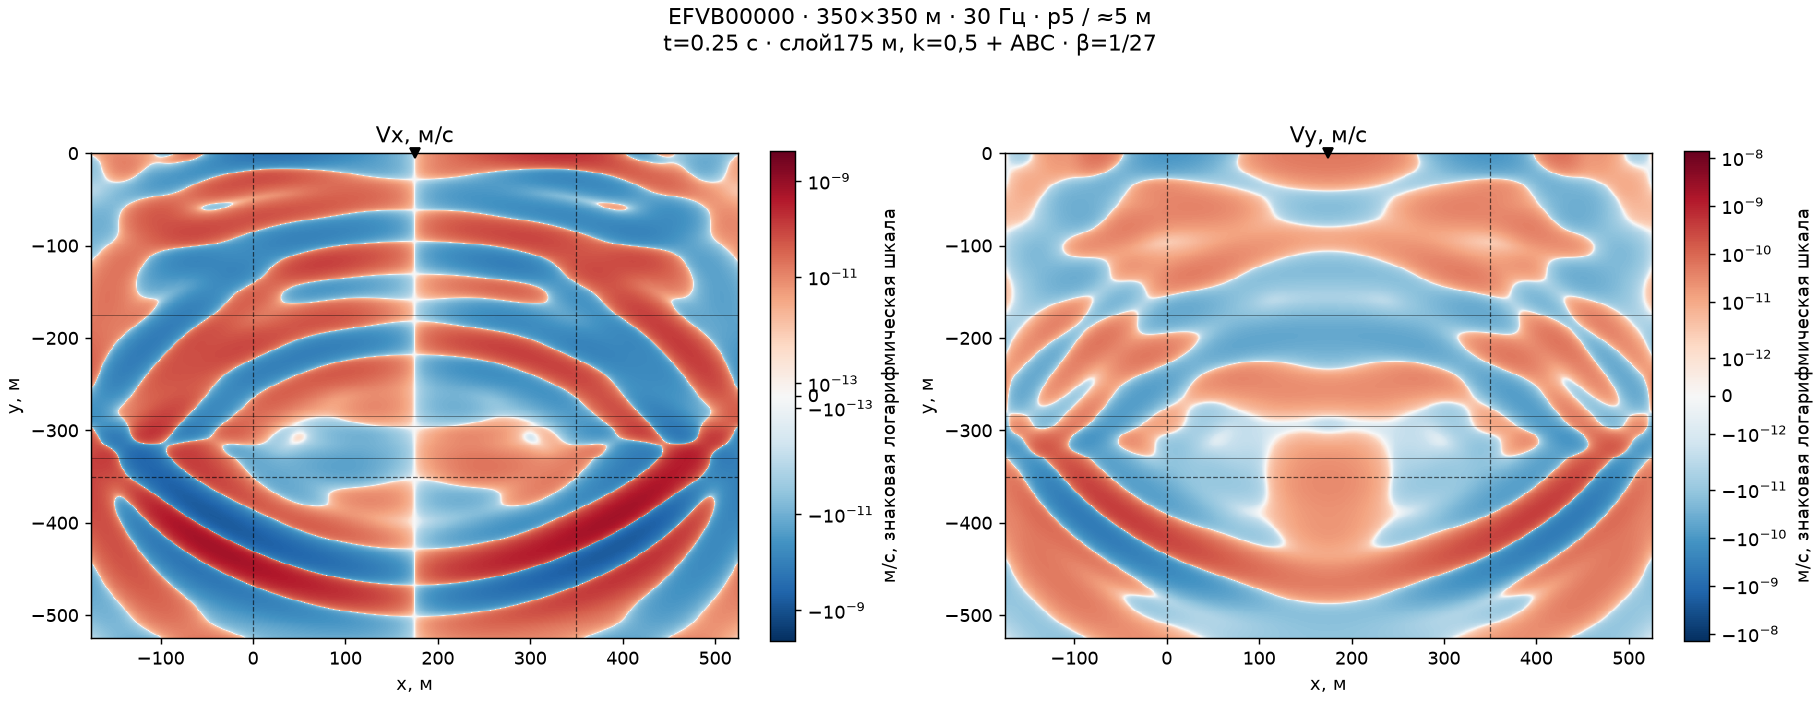 EFVB00000 · 350×350 м · 30 Гц · p5 / ≈5 м
t=0.25 с · слой175 м, k=0,5 + ABC · β=1/27
Vx, м/с
0
−100
−200
−300
−400
−500
y, м
−100 0 100 200 300 400 500
x, м
10⁻⁹
10⁻¹¹
10⁻¹³
0
−10⁻¹³
−10⁻¹¹
−10⁻⁹
м/с, знаковая логарифмическая шкала
Vy, м/с
0
−100
−200
−300
−400
−500
y, м
−100 0 100 200 300 400 500
x, м
10⁻⁸
10⁻⁹
10⁻¹⁰
10⁻¹¹
10⁻¹²
0
−10⁻¹²
−10⁻¹¹
−10⁻¹⁰
−10⁻⁹
−10⁻⁸
м/с, знаковая логарифмическая шкала